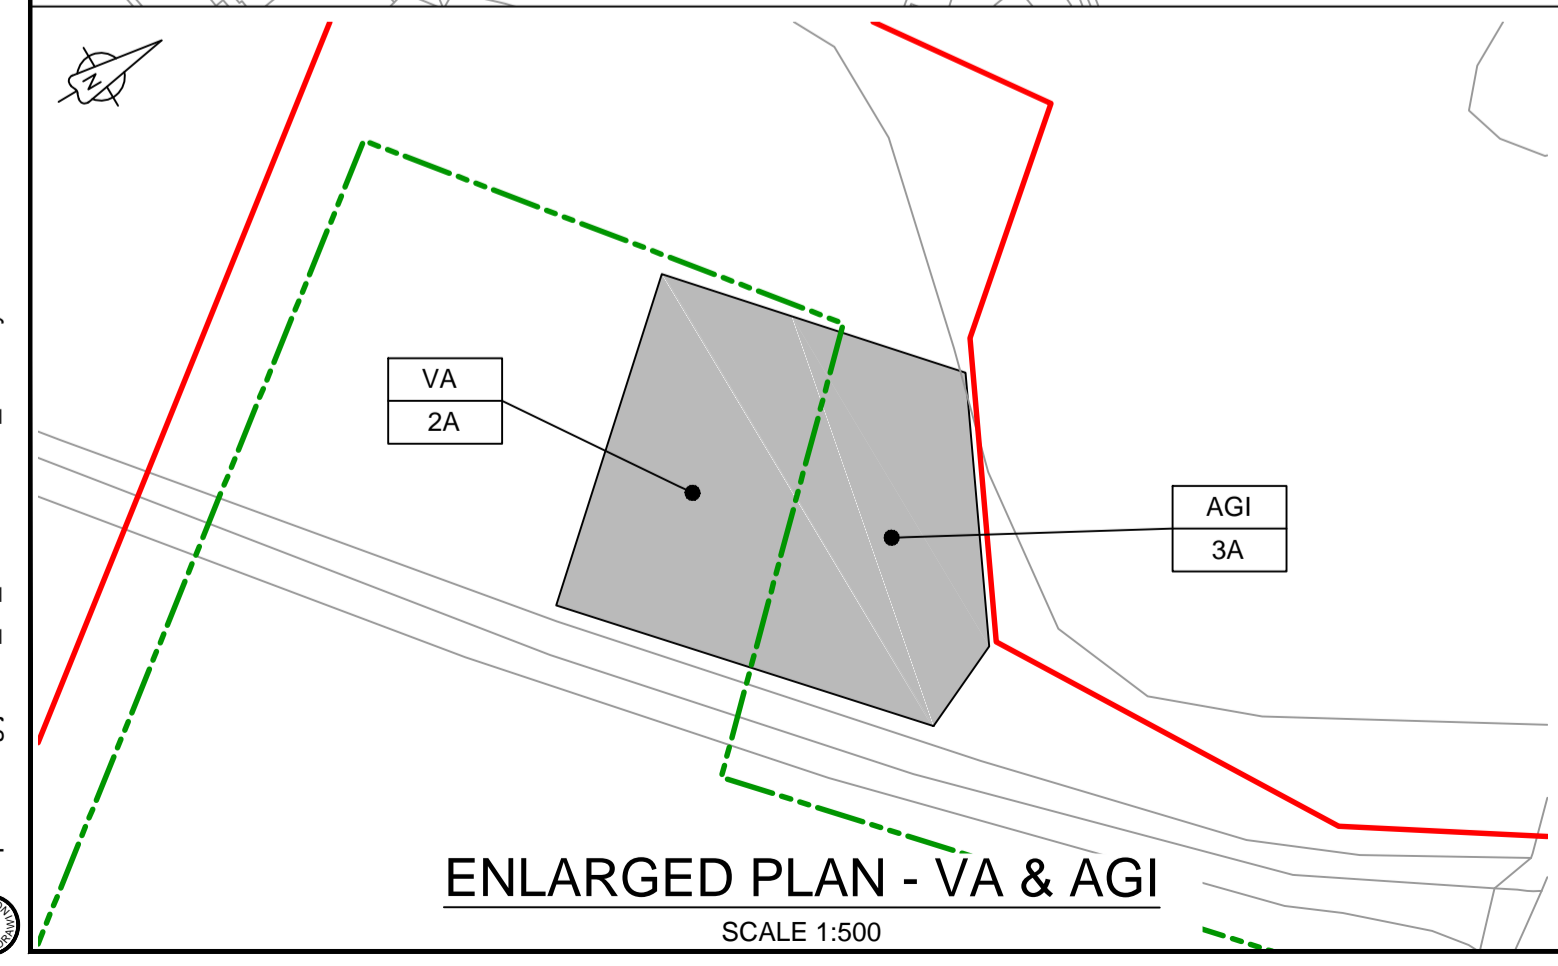 N
VA
2A
AGI
3A
ENLARGED PLAN - VA & AGI
SCALE 1:500